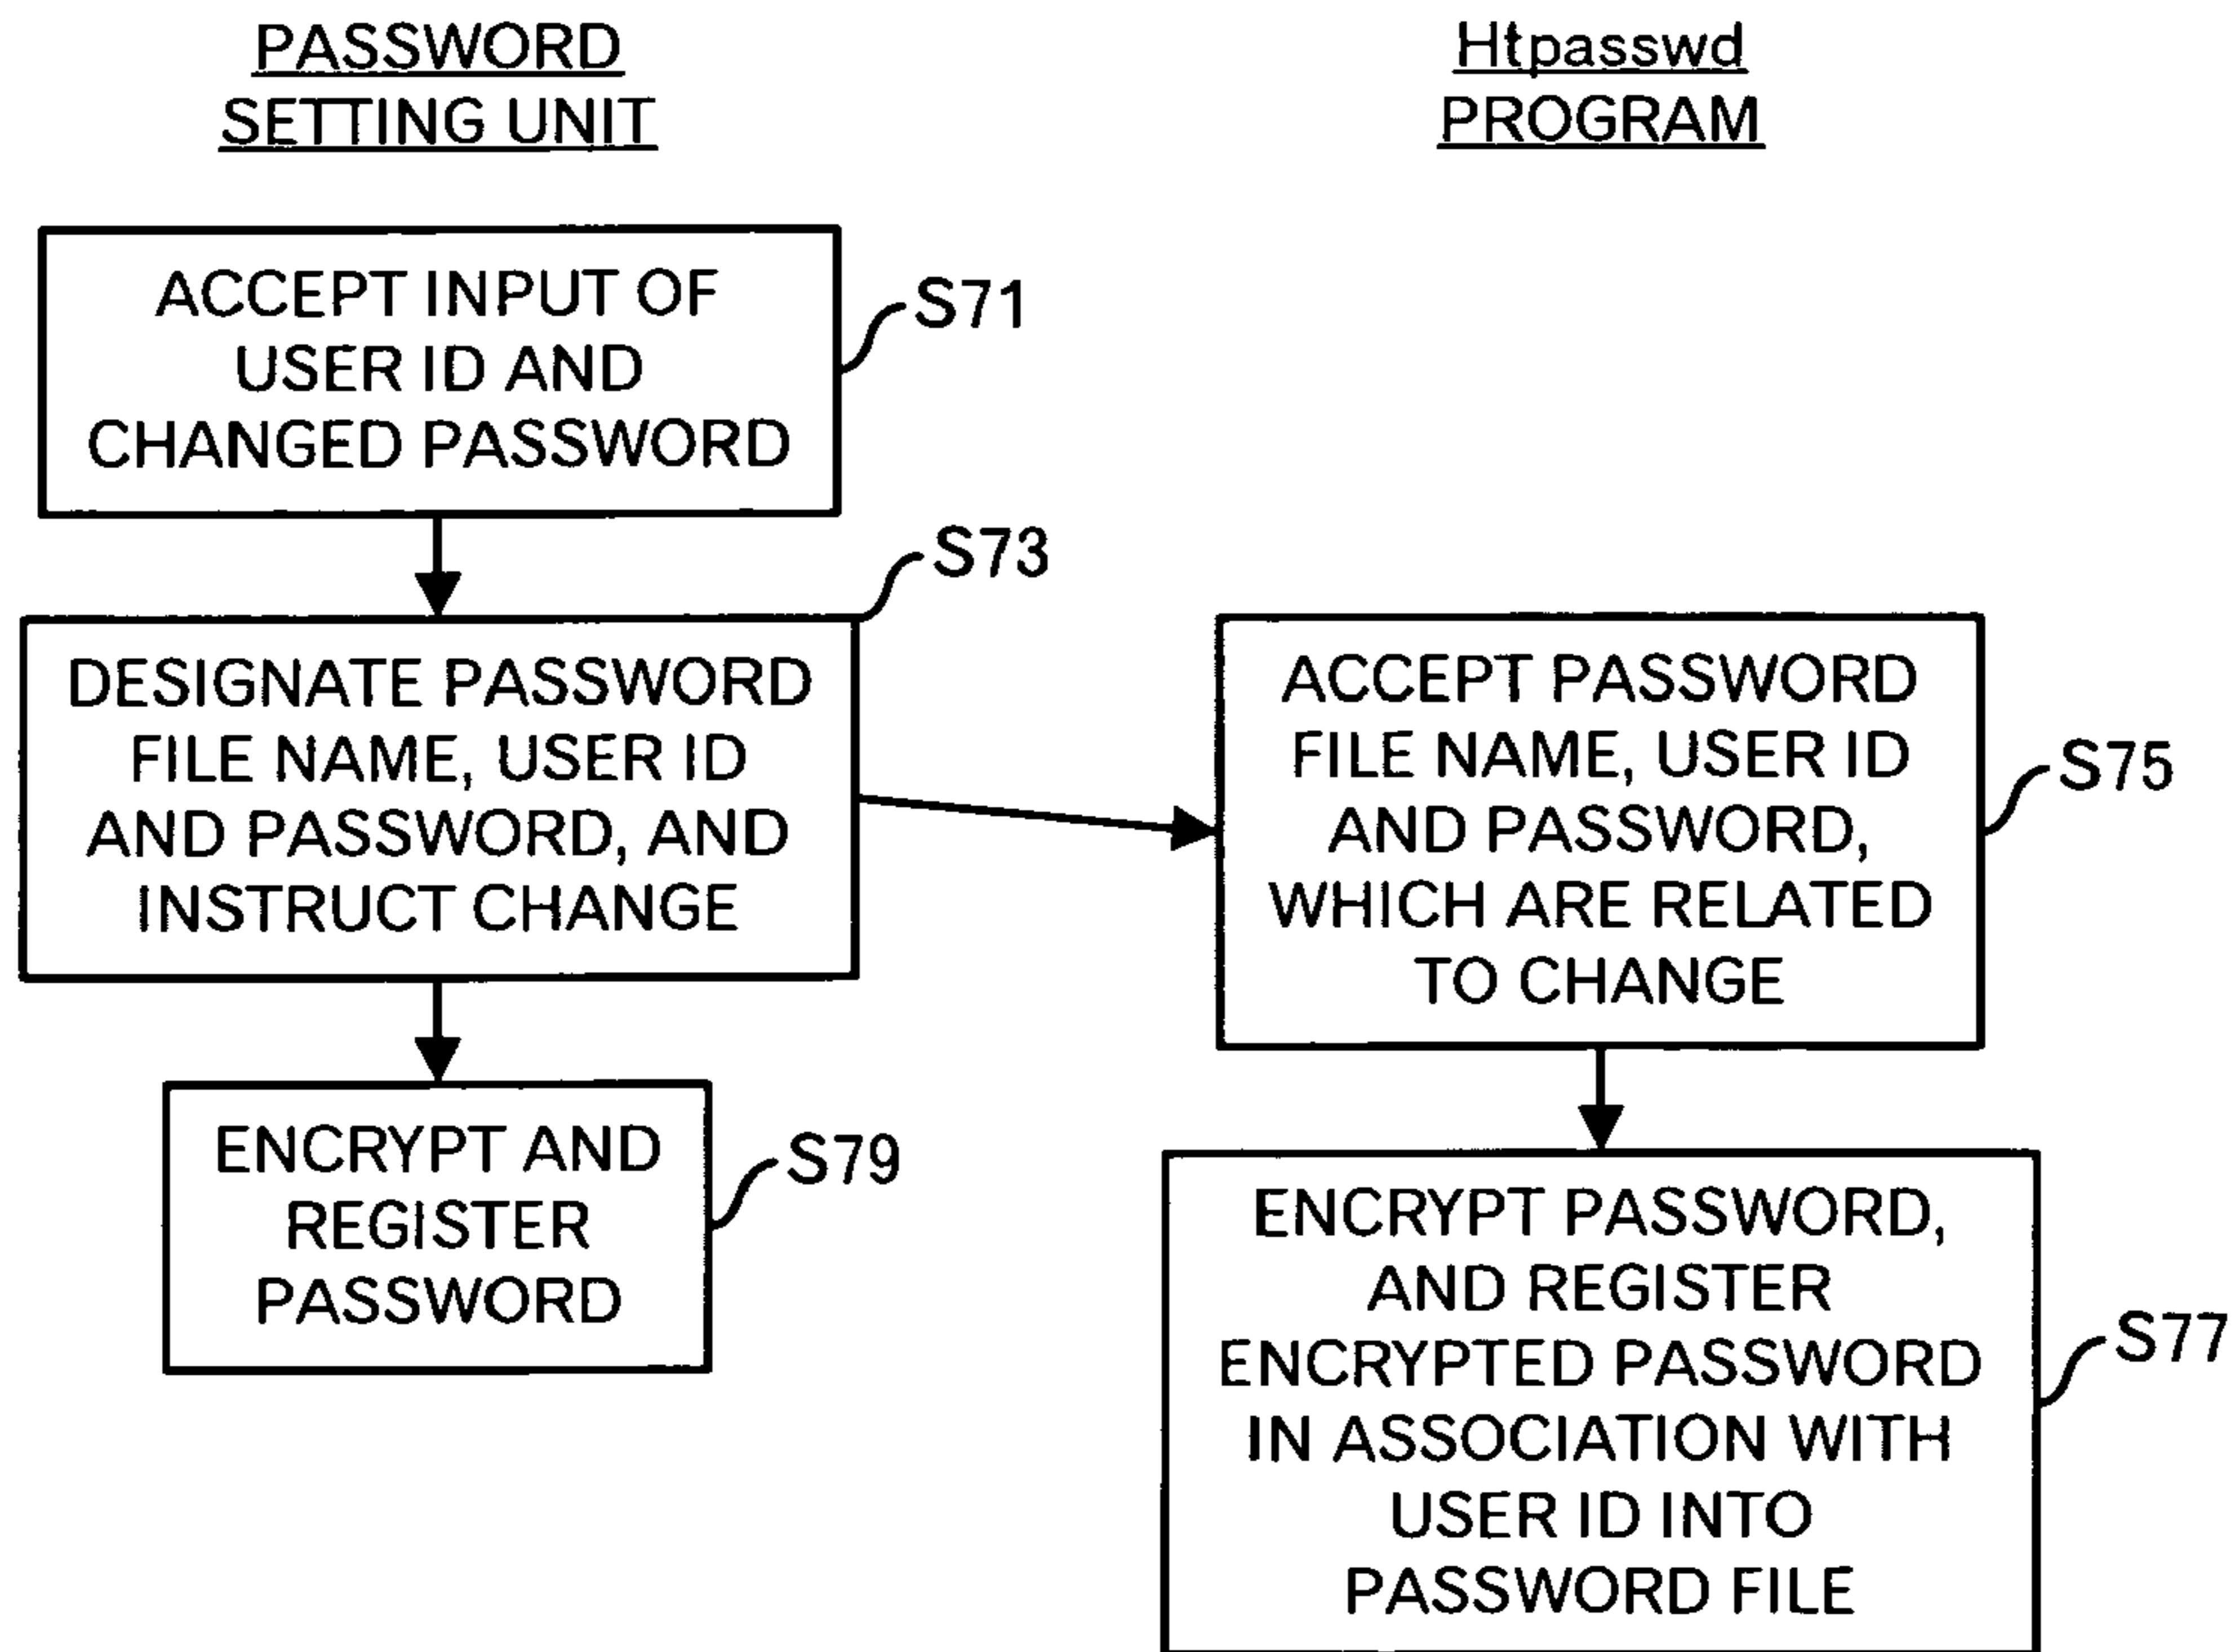 PASSWORD
SETTING UNIT
Htpasswd
PROGRAM
ACCEPT INPUT OF
USER ID AND
CHANGED PASSWORD
S71
DESIGNATE PASSWORD
FILE NAME, USER ID
AND PASSWORD, AND
INSTRUCT CHANGE
S73
ACCEPT PASSWORD
FILE NAME, USER ID
AND PASSWORD,
WHICH ARE RELATED
TO CHANGE
S75
ENCRYPT AND
REGISTER
PASSWORD
S79
ENCRYPT PASSWORD,
AND REGISTER
ENCRYPTED PASSWORD
IN ASSOCIATION WITH
USER ID INTO
PASSWORD FILE
S77